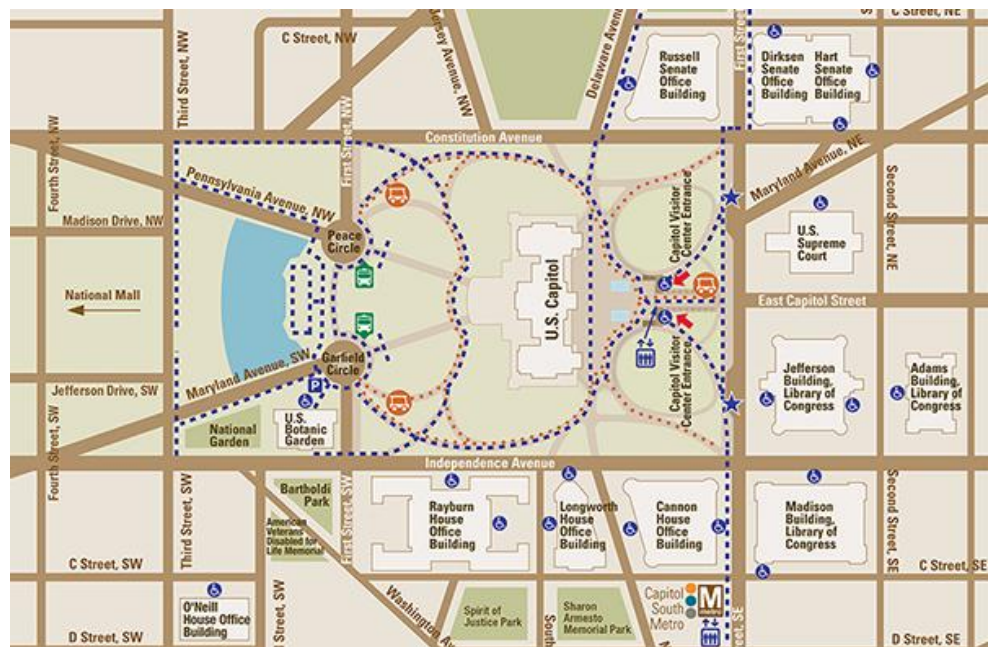 C Street, NE
C Street, NW
Jersey Avenue, NW
Delaware Avenue
First Street
Third Street, NW
Russell
Senate
Office
Building
Dirksen
Senate
Office
Building
Hart
Senate
Office
Building
Constitution Avenue
Fourth Street, NW
First Street, NW
Pennsylvania Avenue, NW
Maryland Avenue, NE
Second Street, NE
Madison Drive, NW
Peace
Circle
Capitol Visitor
Center Entrance
U.S.
Supreme
Court
National Mall
U.S. Capitol
East Capitol Street
Maryland Avenue, SW
Garfield
Circle
Capitol Visitor
Center Entrance
Jefferson
Building,
Library of
Congress
Adams
Building,
Library of
Congress
Jefferson Drive, SW
P
U.S.
Botanic
Garden
National
Garden
Fourth Street, SW
Independence Avenue
Third Street, SW
First Street, SW
Bartholdi
Park
American
Veterans
Disabled for
Life Memorial
Rayburn
House
Office
Building
Longworth
House
Office
Building
Cannon
House
Office
Building
Madison
Building,
Library of
Congress
Second Street, SE
C Street, SW
C Street, SE
O'Neill
House Office
Building
Washington Av
Spirit of
Justice Park
South
Sharon
Armesto
Memorial Park
Capitol
South
Metro
M
metro
D Street, SW
Street, SW
reet, SE
D Street, SE